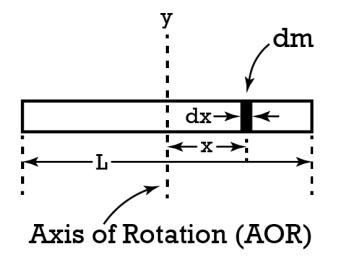 y
dm
dx
x
L
Axis of Rotation (AOR)